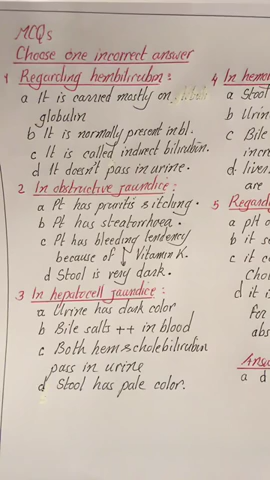 MCQs
Choose one incorrect answer
1 Regarding hembilirubin:
a It is carried mostly on
globulin
b It is normally present in bl.
c It is called indirect bilirubin.
d It doesn't pass in urine.
2 In obstructive jaundice:
a Pt has pruritis & itching.
b Pt has steatorrhoea.
c Pt has bleeding tendency
because of ↓ Vitamin K.
d Stool is very dark.
3 In hepatocell jaundice:
a Urine has dark color
b Bile salts ++ in blood
c Both hem & cholebilirubin
pass in urine
d Stool has pale color.
4 In hemo
a Stool
b Urin
c Bile
incre
d liver
are
5 Regard
a pH o
b it s
c it c
Chol
d it i
For
abs
Answ
a d